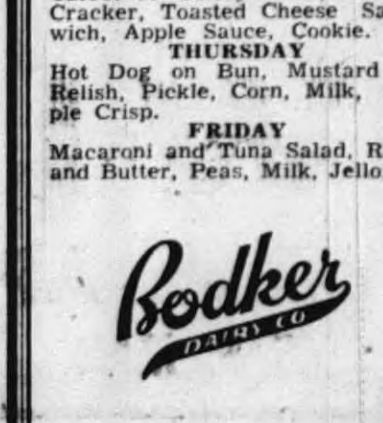 Cracker, Toasted Cheese Sa
wich, Apple Sauce, Cookie.
THURSDAY
Hot Dog on Bun, Mustard
Relish, Pickle, Corn, Milk,
ple Crisp.
FRIDAY
Macaroni and Tuna Salad, R
and Butter, Peas, Milk, Jello
Bodker
DAIRY CO